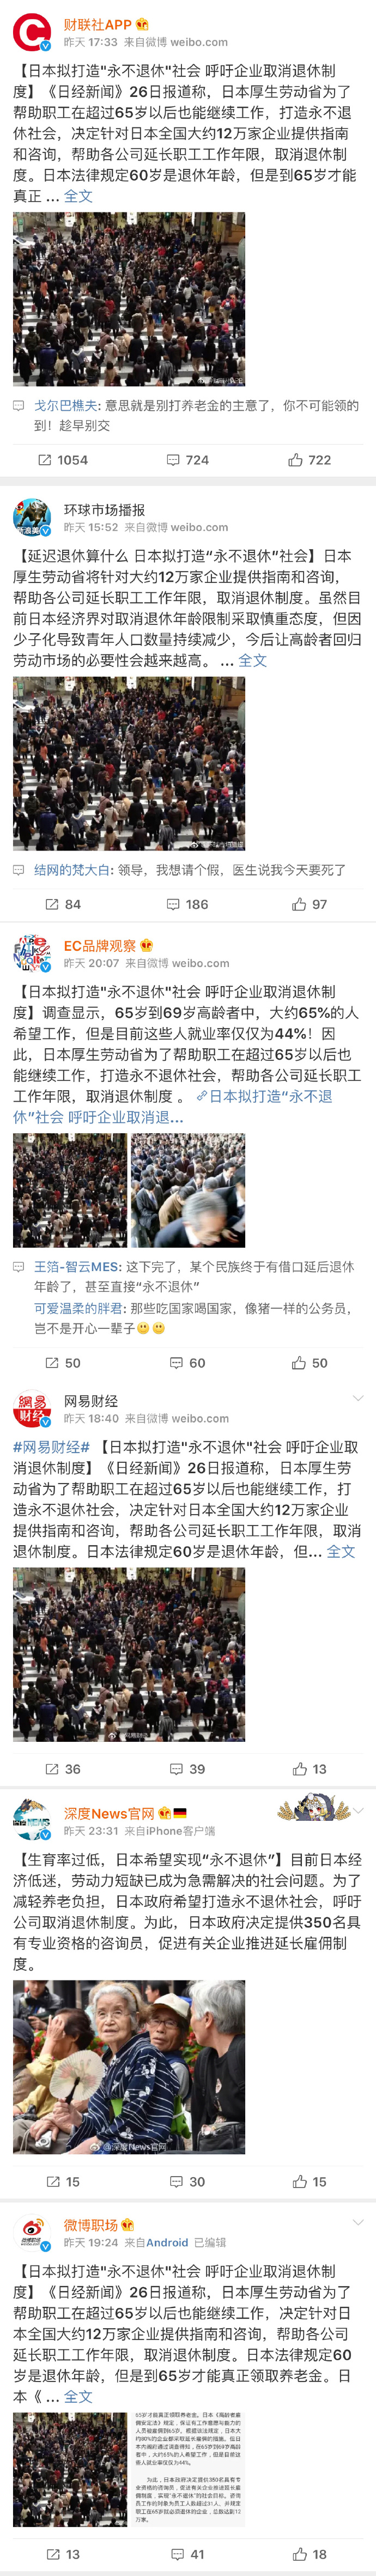 财联社APP
昨天 17:33 来自微博 weibo.com
【日本拟打造"永不退休"社会 呼吁企业取消退休制
度】《日经新闻》26日报道称，日本厚生劳动省为了
帮助职工在超过65岁以后也能继续工作，打造永不退
休社会，决定针对日本全国大约12万家企业提供指南
和咨询，帮助各公司延长职工工作年限，取消退休制
度。日本法律规定60岁是退休年龄，但是到65岁才能
真正 ... 全文
戈尔巴樵夫: 意思就是别打养老金的主意了，你不可能领的
到！趁早别交
1054
724
722
环球市场播报
昨天 15:52 来自微博 weibo.com
【延迟退休算什么 日本拟打造“永不退休”社会】日本
厚生劳动省将针对大约12万家企业提供指南和咨询，
帮助各公司延长职工工作年限，取消退休制度。虽然目
前日本经济界对取消退休年龄限制采取慎重态度，但因
少子化导致青年人口数量持续减少，今后让高龄者回归
劳动市场的必要性会越来越高。 ... 全文
结网的梵大白: 领导，我想请个假，医生说我今天要死了
84
186
97
EC品牌观察
昨天 20:07 来自微博 weibo.com
【日本拟打造"永不退休"社会 呼吁企业取消退休制
度】调查显示，65岁到69岁高龄者中，大约65%的人
希望工作，但是目前这些人就业率仅仅为44%！因
此，日本厚生劳动省为了帮助职工在超过65岁以后也
能继续工作，打造永不退休社会，帮助各公司延长职工
工作年限，取消退休制度 。 日本拟打造“永不退
休”社会 呼吁企业取消退...
王箔-智云MES: 这下完了，某个民族终于有借口延后退休
年龄了，甚至直接“永不退休”
可爱温柔的胖君: 那些吃国家喝国家，像猪一样的公务员，
岂不是开心一辈子
50
60
50
網易财经
网易财经
昨天 18:40 来自微博 weibo.com
#网易财经# 【日本拟打造"永不退休"社会 呼吁企业取
消退休制度】《日经新闻》26日报道称，日本厚生劳
动省为了帮助职工在超过65岁以后也能继续工作，打
造永不退休社会，决定针对日本全国大约12万家企业
提供指南和咨询，帮助各公司延长职工工作年限，取消
退休制度。日本法律规定60岁是退休年龄，但... 全文
36
39
13
深度News官网
昨天 23:31 来自iPhone客户端
【生育率过低，日本希望实现“永不退休”】目前日本经
济低迷，劳动力短缺已成为急需解决的社会问题。为了
减轻养老负担，日本政府希望打造永不退休社会，呼吁
公司取消退休制度。为此，日本政府决定提供350名具
有专业资格的咨询员，促进有关企业推进延长雇佣制
度。
@深度News官网
15
30
15
微博职场
昨天 19:24 来自Android 已编辑
【日本拟打造"永不退休"社会 呼吁企业取消退休制
度】《日经新闻》26日报道称，日本厚生劳动省为了
帮助职工在超过65岁以后也能继续工作，决定针对日
本全国大约12万家企业提供指南和咨询，帮助各公司
延长职工工作年限，取消退休制度。日本法律规定60
岁是退休年龄，但是到65岁才能真正领取养老金。日
本《 ... 全文
13
41
18